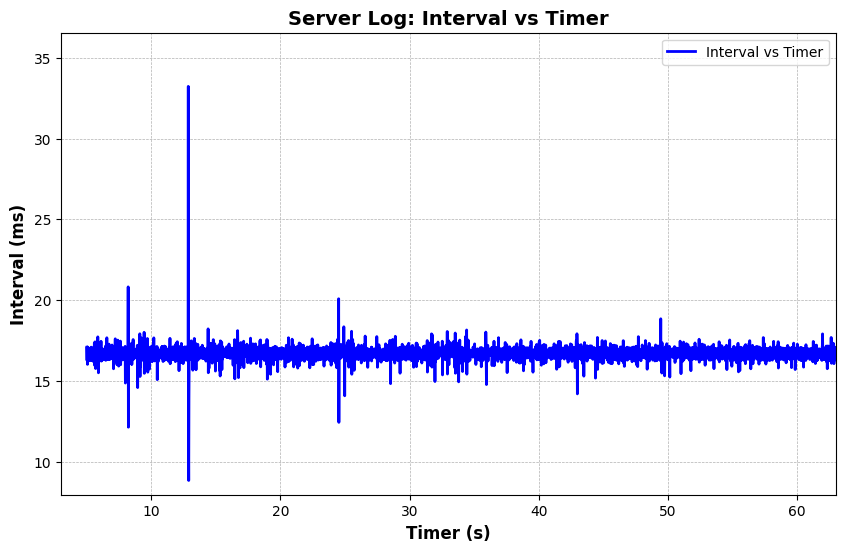 Server Log: Interval vs Timer
Interval vs Timer
35
30
25
20
15
10
Interval (ms)
10 20 30 40 50 60
Timer (s)